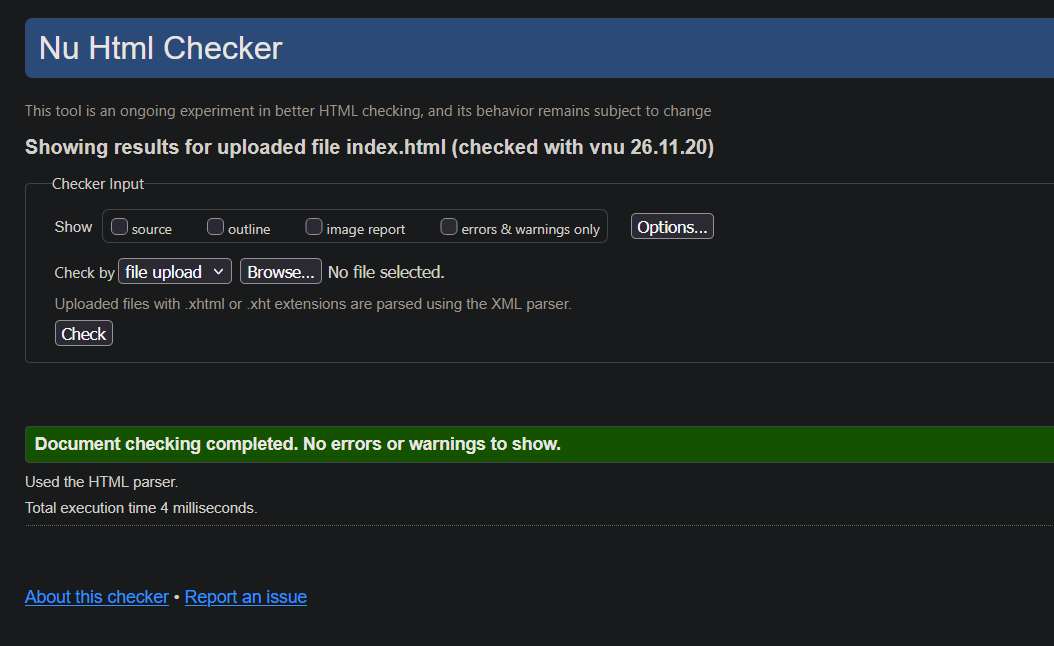 Nu Html Checker
This tool is an ongoing experiment in better HTML checking, and its behavior remains subject to change
Showing results for uploaded file index.html (checked with vnu 26.11.20)
Checker Input
Show source outline image report errors & warnings only Options...
Check by file upload Browse... No file selected.
Uploaded files with .xhtml or .xht extensions are parsed using the XML parser.
Check
Document checking completed. No errors or warnings to show.
Used the HTML parser.
Total execution time 4 milliseconds.
About this checker • Report an issue